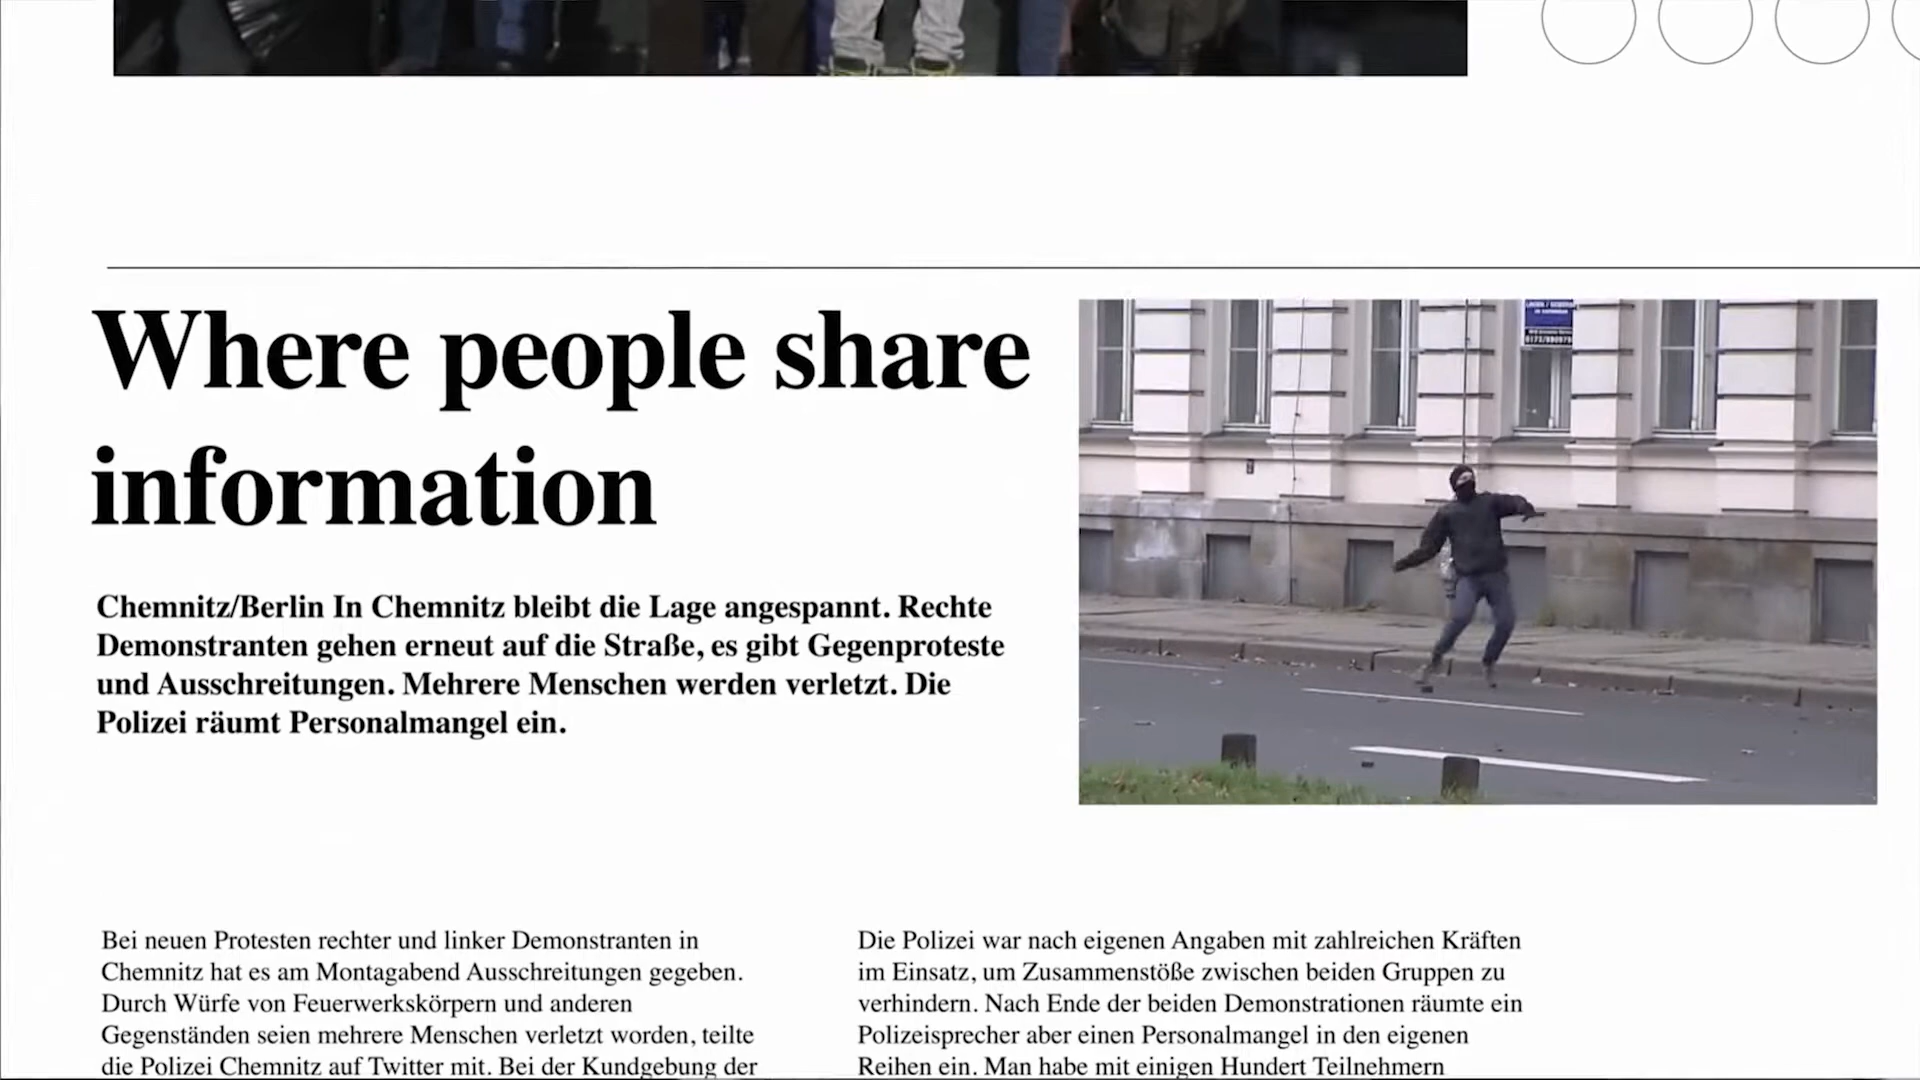 Where people share
information
Chemnitz/Berlin In Chemnitz bleibt die Lage angespannt. Rechte
Demonstranten gehen erneut auf die Straße, es gibt Gegenproteste
und Ausschreitungen. Mehrere Menschen werden verletzt. Die
Polizei räumt Personalmangel ein.
Bei neuen Protesten rechter und linker Demonstranten in
Chemnitz hat es am Montagabend Ausschreitungen gegeben.
Durch Würfe von Feuerwerkskörpern und anderen
Gegenständen seien mehrere Menschen verletzt worden, teilte
die Polizei Chemnitz auf Twitter mit. Bei der Kundgebung der
Die Polizei war nach eigenen Angaben mit zahlreichen Kräften
im Einsatz, um Zusammenstöße zwischen beiden Gruppen zu
verhindern. Nach Ende der beiden Demonstrationen räumte ein
Polizeisprecher aber einen Personalmangel in den eigenen
Reihen ein. Man habe mit einigen Hundert Teilnehmern